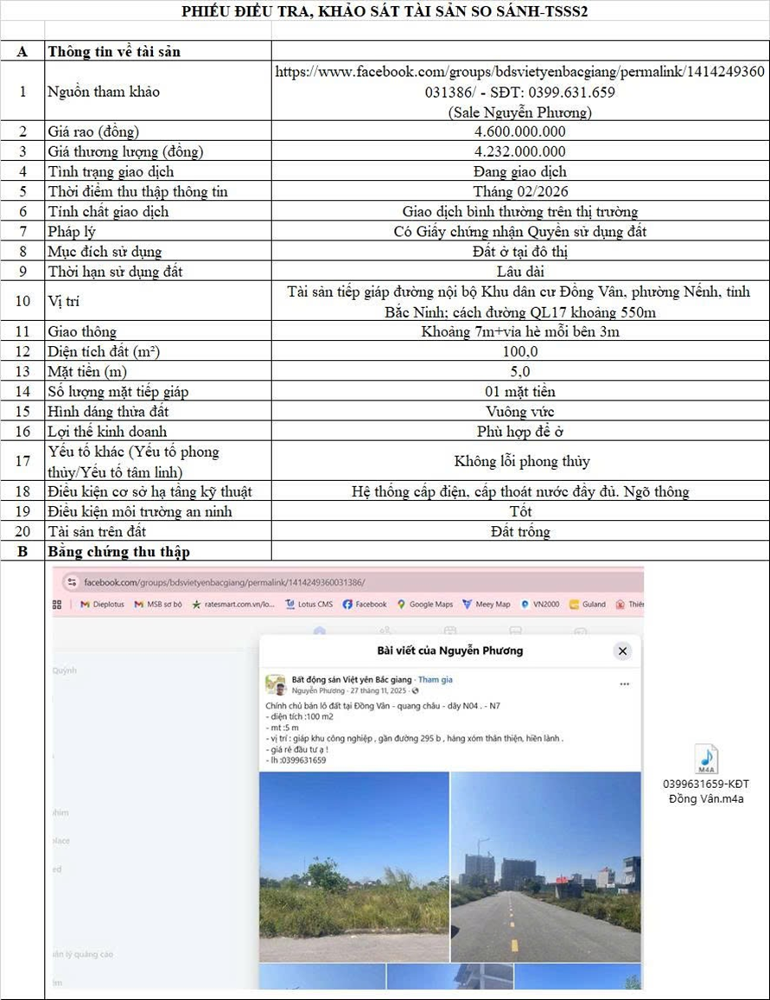 PHIẾU ĐIỀU TRA, KHẢO SÁT TÀI SẢN SO SÁNH-TSSS2
A Thông tin về tài sản
1 Nguồn tham khảo https://www.facebook.com/groups/bdsvietyenbacgiang/permalink/1414249360
031386/ - SĐT: 0399.631.659
(Sale Nguyễn Phương)
2 Giá rao (đồng) 4.600.000.000
3 Giá thương lượng (đồng) 4.232.000.000
4 Tình trạng giao dịch Đang giao dịch
5 Thời điểm thu thập thông tin Tháng 02/2026
6 Tính chất giao dịch Giao dịch bình thường trên thị trường
7 Pháp lý Có Giấy chứng nhận Quyền sử dụng đất
8 Mục đích sử dụng Đất ở tại đô thị
9 Thời hạn sử dụng đất Lâu dài
10 Vị trí Tài sản tiếp giáp đường nội bộ Khu dân cư Đồng Vân, phường Nếnh, tỉnh
Bắc Ninh; cách đường QL17 khoảng 550m
11 Giao thông Khoảng 7m+vỉa hè mỗi bên 3m
12 Diện tích đất (m²) 100,0
13 Mặt tiền (m) 5,0
14 Số lượng mặt tiếp giáp 01 mặt tiền
15 Hình dáng thửa đất Vuông vức
16 Lợi thế kinh doanh Phù hợp để ở
17 Yếu tố khác (Yếu tố phong
thủy/Yếu tố tâm linh) Không lỗi phong thủy
18 Điều kiện cơ sở hạ tầng kỹ thuật Hệ thống cấp điện, cấp thoát nước đầy đủ. Ngõ thông
19 Điều kiện môi trường an ninh Tốt
20 Tài sản trên đất Đất trống
B Bằng chứng thu thập
facebook.com/groups/bdsvietyenbacgiang/permalink/1414249360031386/
Dieplotus MSB sơ bộ ratesmart.com.vn/lo... Lotus CMS Facebook Google Maps Meey Map VN2000 Guland Thiên
Bài viết của Nguyễn Phương
Quỳnh
Bất động sản Việt yên Bắc giang · Tham gia
Nguyễn Phương · 27 tháng 11, 2025 ·
Chính chủ bán lô đất tại Đồng Vân - quang châu - dãy N04 . - N7
- diện tích :100 m2
- mt :5 m
- vị trí : giáp khu công nghiệp , gần đường 295 b , hàng xóm thân thiện, hiền lành .
- giá rẻ đầu tư ạ !
- lh :0399631659
M4A
0399631659-KĐT
Đồng Vân.m4a
place
ed
uản lý quảng cáo